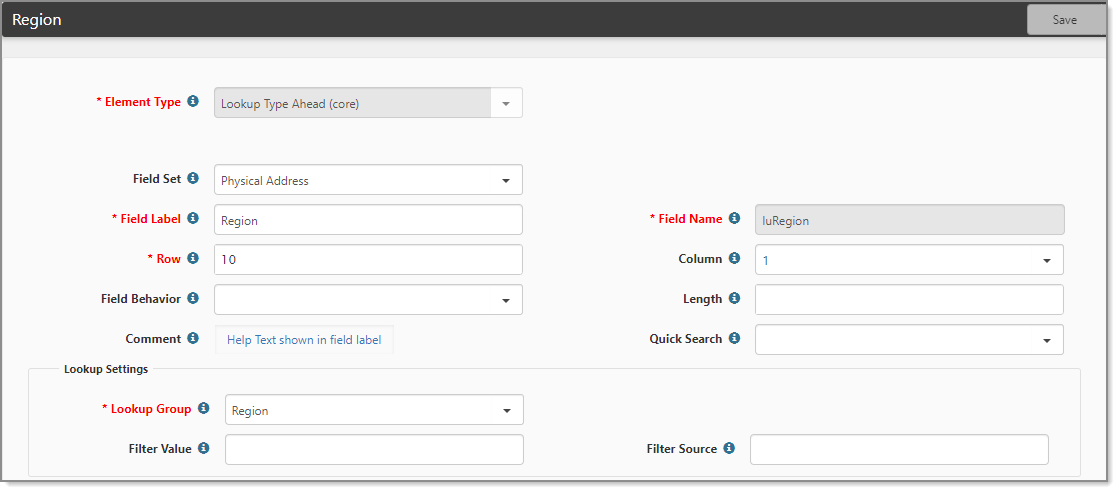 Region Save
* Element Type Lookup Type Ahead (core)
Field Set Physical Address
* Field Label Region * Field Name luRegion
* Row 10 Column 1
Field Behavior Length
Comment Help Text shown in field label Quick Search
Lookup Settings
* Lookup Group Region
Filter Value Filter Source